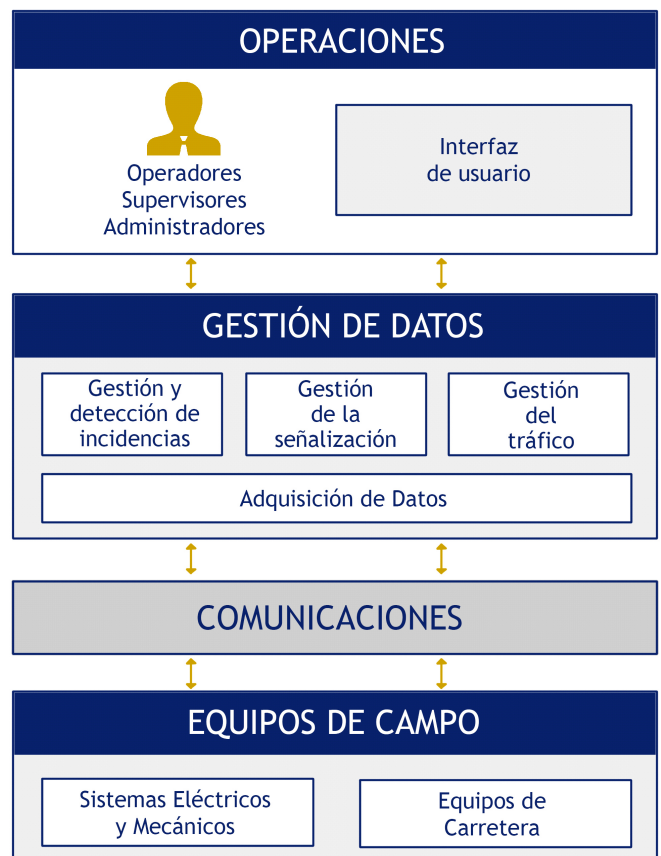 OPERACIONES
Operadores
Supervisores
Administradores
Interfaz
de usuario
GESTIÓN DE DATOS
Gestión y
detección de
incidencias
Gestión
de la
señalización
Gestión
del
tráfico
Adquisición de Datos
COMUNICACIONES
EQUIPOS DE CAMPO
Sistemas Eléctricos
y Mecánicos
Equipos de
Carretera